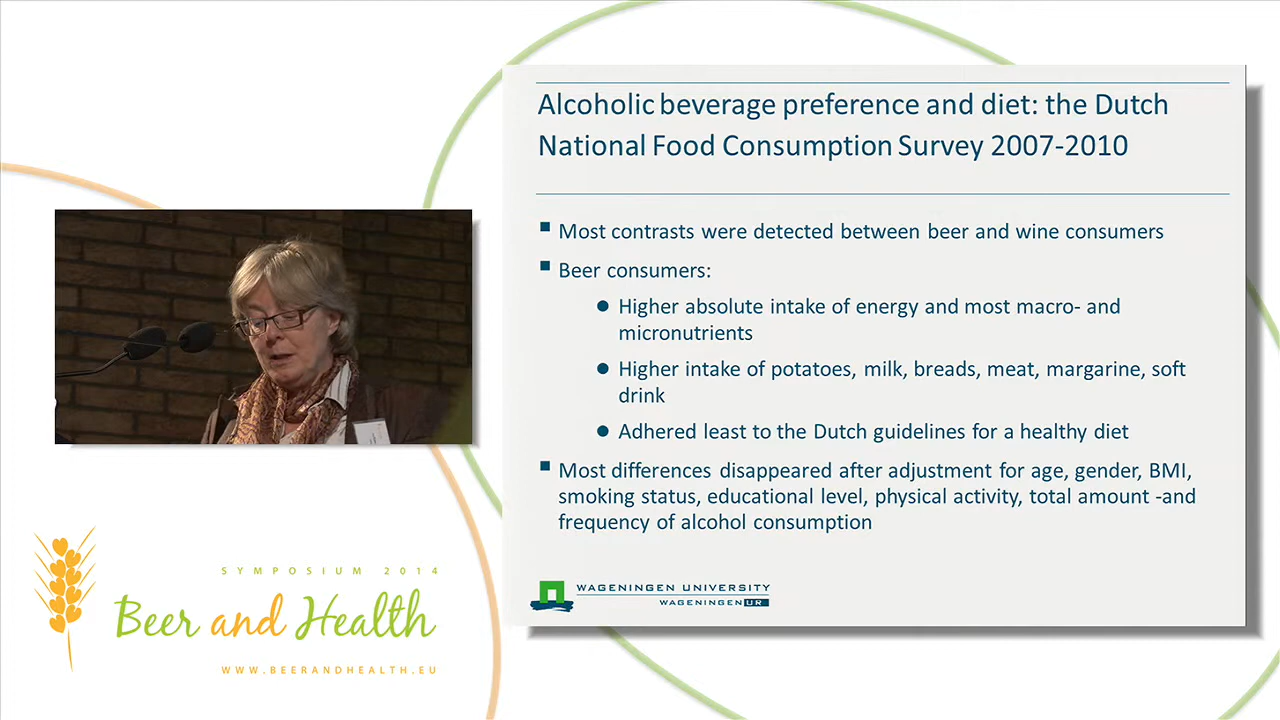 Alcoholic beverage preference and diet: the Dutch
National Food Consumption Survey 2007-2010
Most contrasts were detected between beer and wine consumers
Beer consumers:
Higher absolute intake of energy and most macro- and
micronutrients
Higher intake of potatoes, milk, breads, meat, margarine, soft
drink
Adhered least to the Dutch guidelines for a healthy diet
Most differences disappeared after adjustment for age, gender, BMI,
smoking status, educational level, physical activity, total amount -and
frequency of alcohol consumption
WAGENINGEN UNIVERSITY
WAGENINGEN UR
SYMPOSIUM 2014
Beer and Health
WWW.BEERANDHEALTH.EU